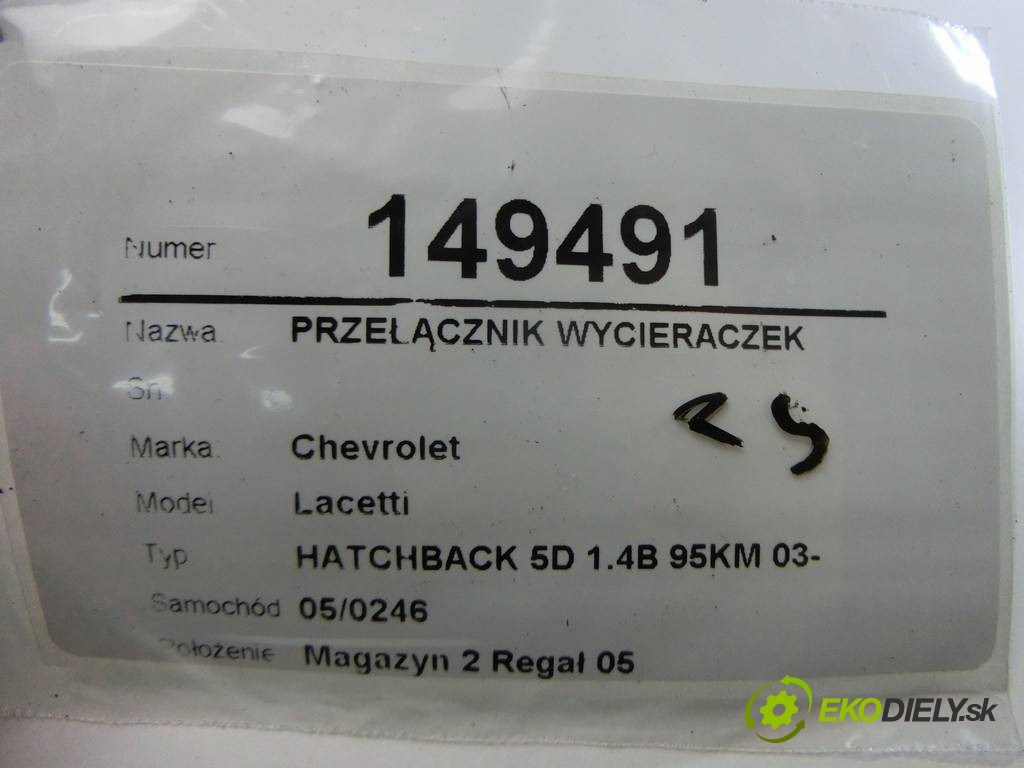 Numer 149491
Nazwa PRZEŁĄCZNIK WYCIERACZEK
Sn
Marka Chevrolet
Model Lacetti
Typ HATCHBACK 5D 1.4B 95KM 03-
Samochód 05/0246
Położenie Magazyn 2 Regał 05
EKODIELY.sk